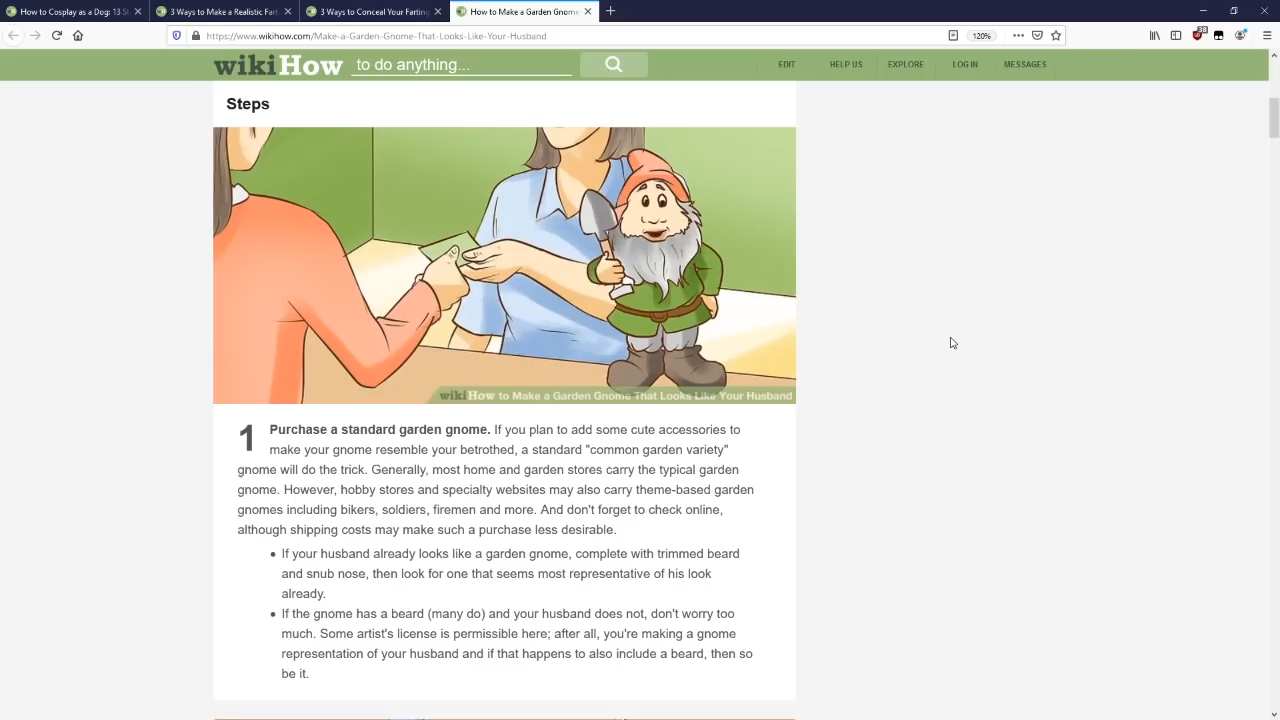 How to Cosplay as a Dog: 13 S
3 Ways to Make a Realistic Fart
3 Ways to Conceal Your Farting
How to Make a Garden Gnome
https://www.wikihow.com/Make-a-Garden-Gnome-That-Looks-Like-Your-Husband
120%
wikiHow to do anything...
EDIT
HELP US
EXPLORE
LOG IN
MESSAGES
Steps
wikiHow to Make a Garden Gnome That Looks Like Your Husband
1 Purchase a standard garden gnome. If you plan to add some cute accessories to
make your gnome resemble your betrothed, a standard "common garden variety"
gnome will do the trick. Generally, most home and garden stores carry the typical garden
gnome. However, hobby stores and specialty websites may also carry theme-based garden
gnomes including bikers, soldiers, firemen and more. And don't forget to check online,
although shipping costs may make such a purchase less desirable.
• If your husband already looks like a garden gnome, complete with trimmed beard
and snub nose, then look for one that seems most representative of his look
already.
• If the gnome has a beard (many do) and your husband does not, don't worry too
much. Some artist's license is permissible here; after all, you're making a gnome
representation of your husband and if that happens to also include a beard, then so
be it.